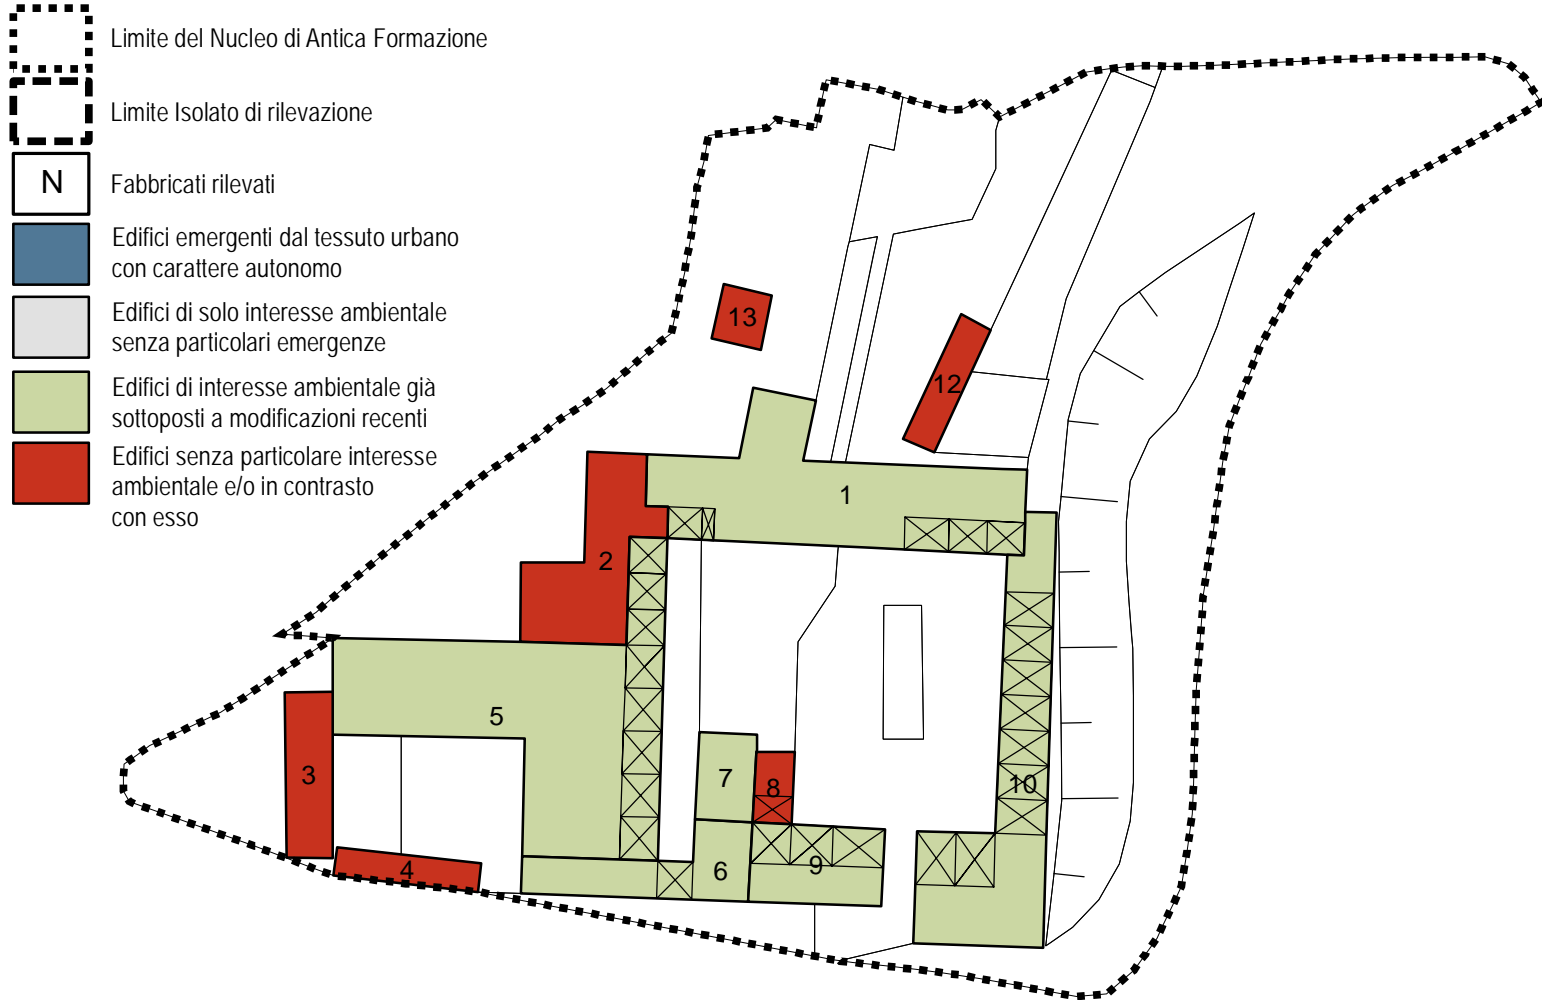 Limite del Nucleo di Antica Formazione
Limite Isolato di rilevazione
N
Fabbricati rilevati
Edifici emergenti dal tessuto urbano
con carattere autonomo
Edifici di solo interesse ambientale
senza particolari emergenze
Edifici di interesse ambientale già
sottoposti a modificazioni recenti
Edifici senza particolare interesse
ambientale e/o in contrasto
con esso
13
12
1
2
5
3
7
8
10
4
6
9